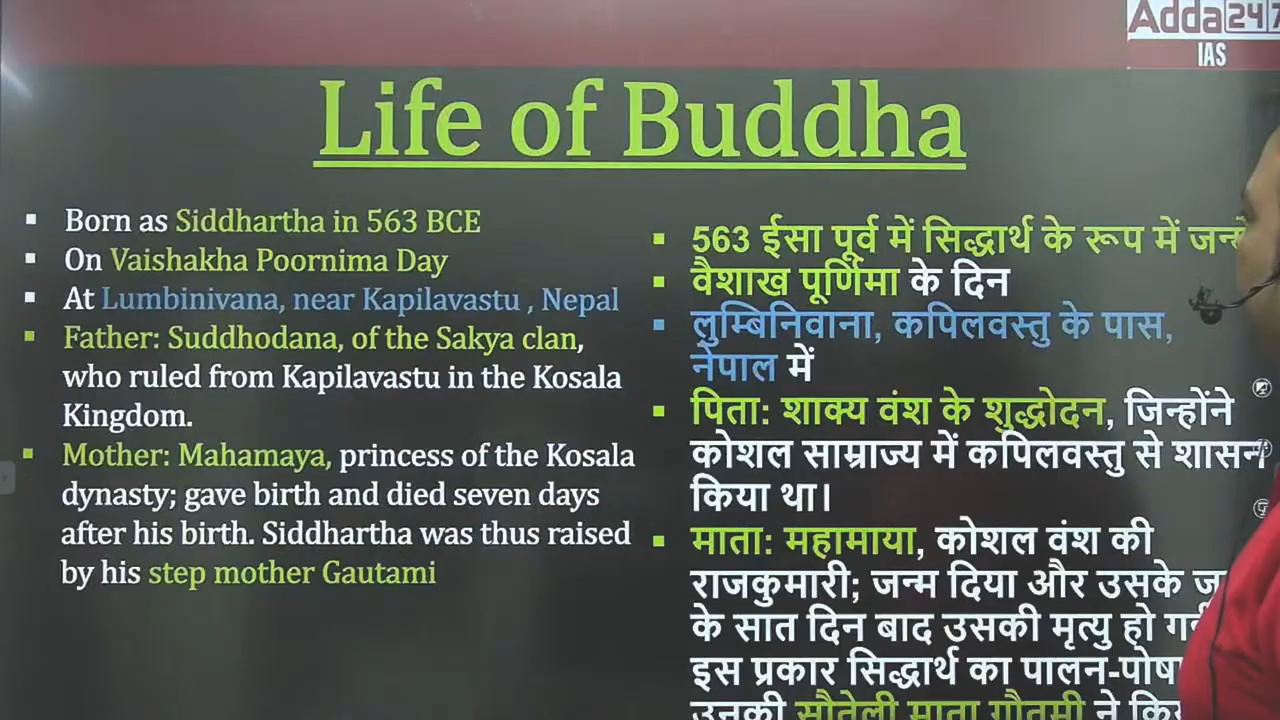 Adda247
IAS
Life of Buddha
▪ Born as Siddhartha in 563 BCE
▪ On Vaishakha Poornima Day
▪ At Lumbinivana, near Kapilavastu , Nepal
▪ Father: Suddhodana, of the Sakya clan,
who ruled from Kapilavastu in the Kosala
Kingdom.
▪ Mother: Mahamaya, princess of the Kosala
dynasty; gave birth and died seven days
after his birth. Siddhartha was thus raised
by his step mother Gautami
▪ 563 ईसा पूर्व में सिद्धार्थ के रूप में
▪ वैशाख पूर्णिमा के दिन
▪ लुम्बिनिवाना, कपिलवस्तु के पास,
नेपाल में
▪ पिता: शाक्य वंश के शुद्धोदन, जिन्होंने
कोशल साम्राज्य में कपिलवस्तु से शासन
किया था।
▪ माता: महामाया, कोशल वंश की
राजकुमारी; जन्म दिया और उसके
के सात दिन बाद उसकी मृत्यु हो
इस प्रकार सिद्धार्थ का
उनकी सौतेली माता गौतमी ने